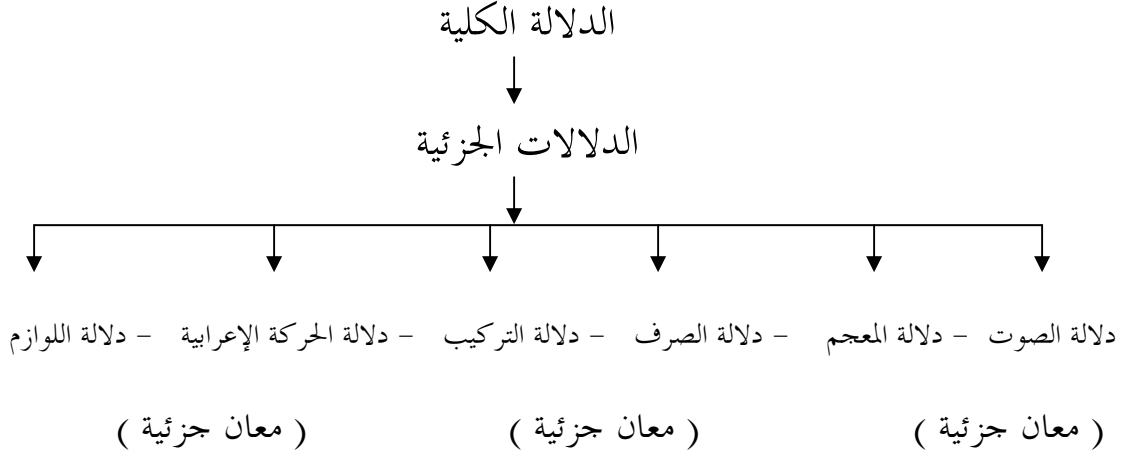 الدلالة الكلية
الدلالات الجزئية
دلالة الصوت – دلالة المعجم – دلالة الصرف – دلالة التركيب – دلالة الحركة الإعرابية – دلالة اللوازم
( معان جزئية ) ( معان جزئية ) ( معان جزئية )